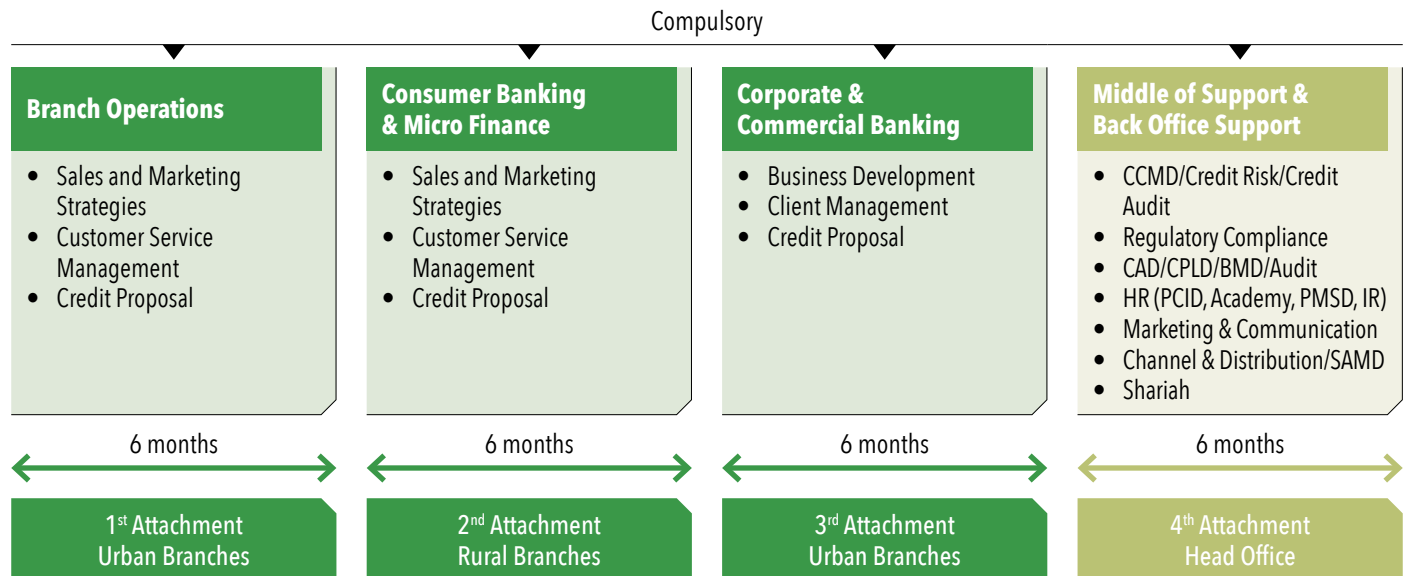 Compulsory
Branch Operations
• Sales and Marketing
Strategies
• Customer Service
Management
• Credit Proposal
6 months
1st Attachment
Urban Branches
Consumer Banking
& Micro Finance
• Sales and Marketing
Strategies
• Customer Service
Management
• Credit Proposal
6 months
2nd Attachment
Rural Branches
Corporate &
Commercial Banking
• Business Development
• Client Management
• Credit Proposal
6 months
3rd Attachment
Urban Branches
Middle of Support &
Back Office Support
• CCMD/Credit Risk/Credit
Audit
• Regulatory Compliance
• CAD/CPLD/BMD/Audit
• HR (PCID, Academy, PMSD, IR)
• Marketing & Communication
• Channel & Distribution/SAMD
• Shariah
6 months
4th Attachment
Head Office